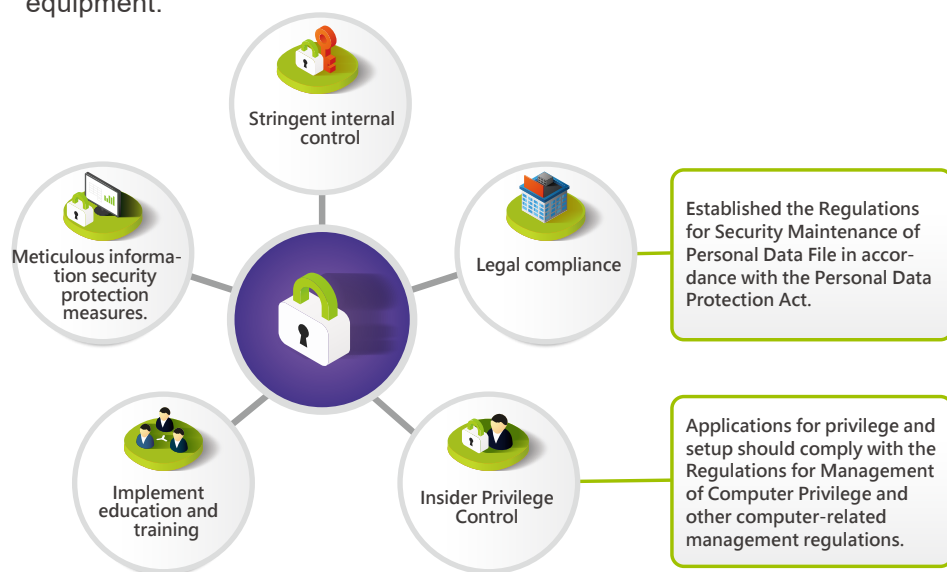 equipment.
Stringent internal
control
Meticulous informa-
tion security
protection
measures.
Legal compliance
Established the Regulations
for Security Maintenance of
Personal Data File in accor-
dance with the Personal Data
Protection Act.
Implement
education and
training
Insider Privilege
Control
Applications for privilege and
setup should comply with the
Regulations for Management
of Computer Privilege and
other computer-related
management regulations.